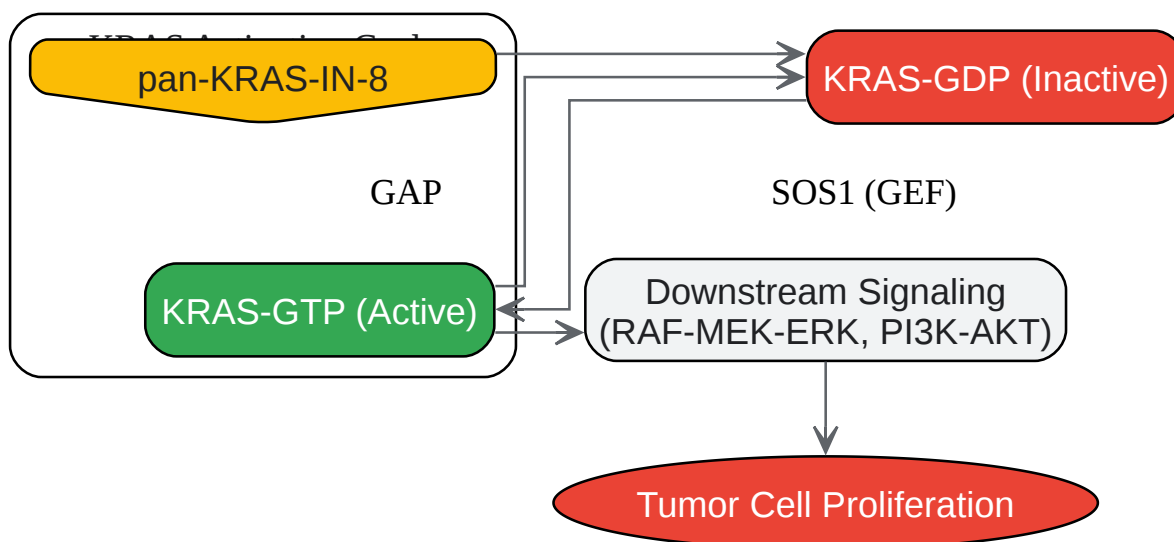 pan-KRAS-IN-8
KRAS-GDP (Inactive)
GAP
SOS1 (GEF)
KRAS-GTP (Active)
Downstream Signaling
(RAF-MEK-ERK, PI3K-AKT)
Tumor Cell Proliferation